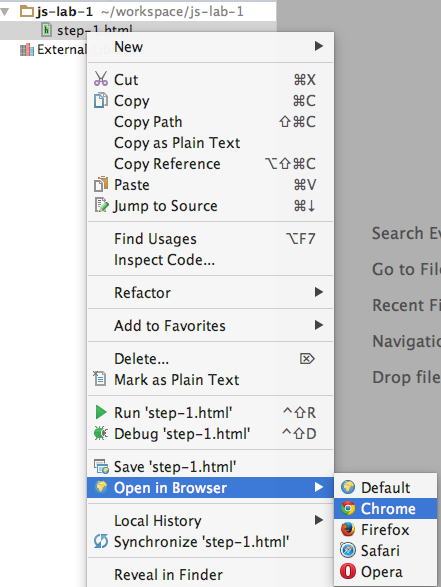 js-lab-1 ~/workspace/js-lab-1
step-1.html
External
New
Cut ⌘X
Copy ⌘C
Copy Path ⇧⌘C
Copy as Plain Text
Copy Reference ⌥⇧⌘C
Paste ⌘V
Jump to Source ⌘↓
Find Usages ⌥F7
Inspect Code...
Refactor
Add to Favorites
Delete... ⌦
Mark as Plain Text
Run 'step-1.html' ^⇧R
Debug 'step-1.html' ^⇧D
Save 'step-1.html'
Open in Browser
Local History
Synchronize 'step-1.html'
Reveal in Finder
Default
Chrome
Firefox
Safari
Opera
Search Ev
Go to File
Recent Fi
Navigatio
Drop file